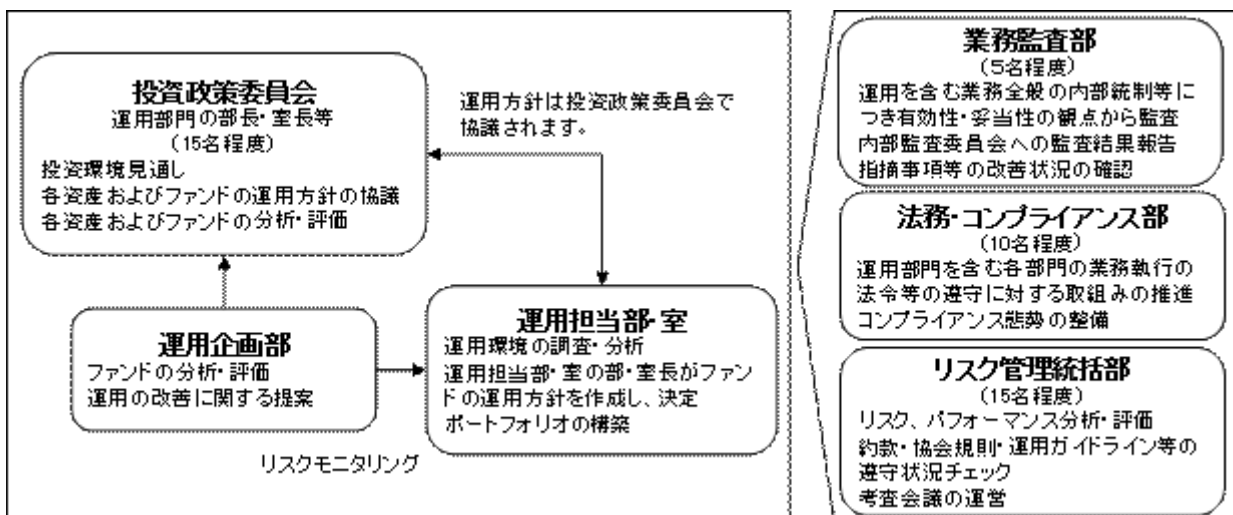 投資政策委員会
運用部門の部長・室長等
(15名程度)
投資環境見通し
各資産およびファンドの運用方針の協議
各資産およびファンドの分析・評価
運用方針は投資政策委員会で
協議されます。
運用企画部
ファンドの分析・評価
運用の改善に関する提案
運用担当部・室
運用環境の調査・分析
運用担当部・室の部・室長がファン
ドの運用方針を作成し、決定
ポートフォリオの構築
リスクモニタリング
業務監査部
(5名程度)
運用を含む業務全般の内部統制等に
つき有効性・妥当性の観点から監査
内部監査委員会への監査結果報告
指摘事項等の改善状況の確認
法務・コンプライアンス部
(10名程度)
運用部門を含む各部門の業務執行の
法令等の遵守に対する取組みの推進
コンプライアンス態勢の整備
リスク管理統括部
(15名程度)
リスク、パフォーマンス分析・評価
約款・協会規則・運用ガイドライン等の
遵守状況チェック
考査会議の運営